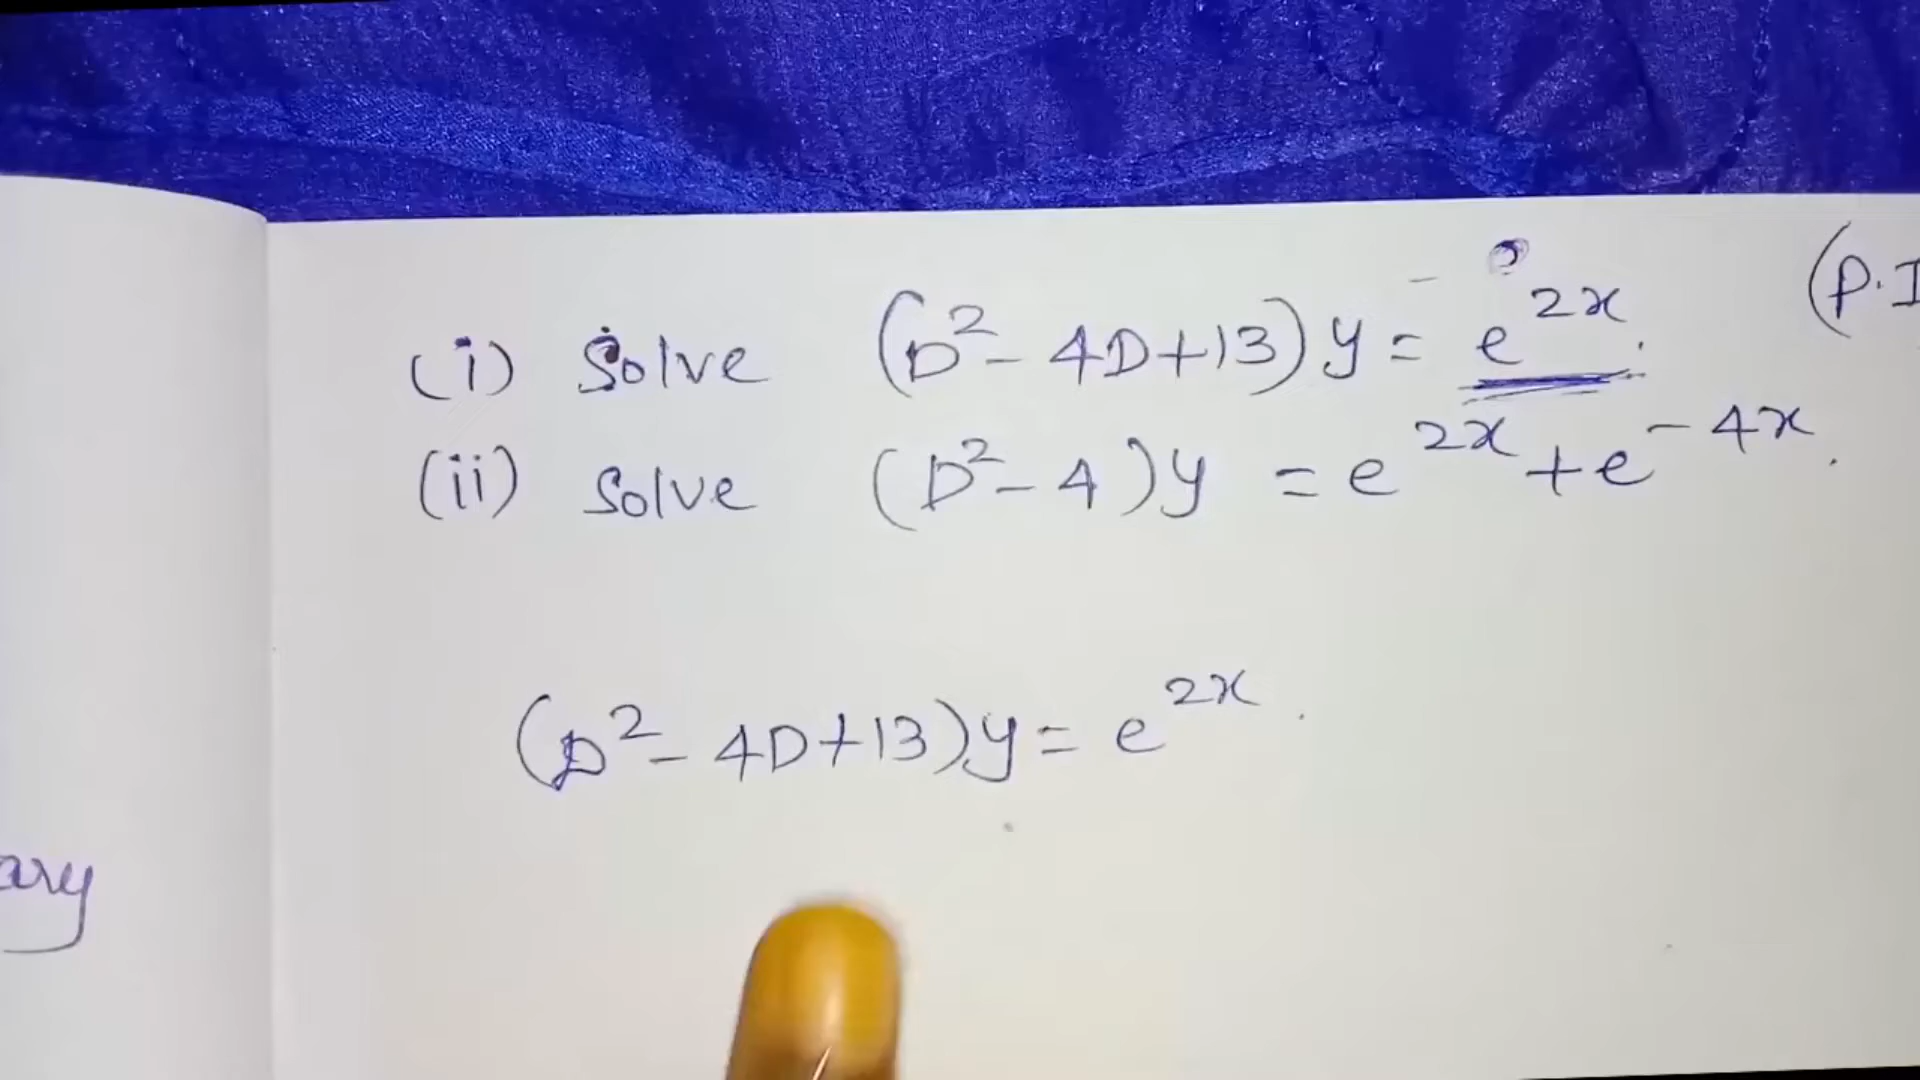 (i) Solve (D²- 4D+13)y = e^{2x}. (P.I
(ii) Solve (D²- 4)y = e^{2x}+e^{-4x}.
(D²- 4D+13)y = e^{2x}.
ary